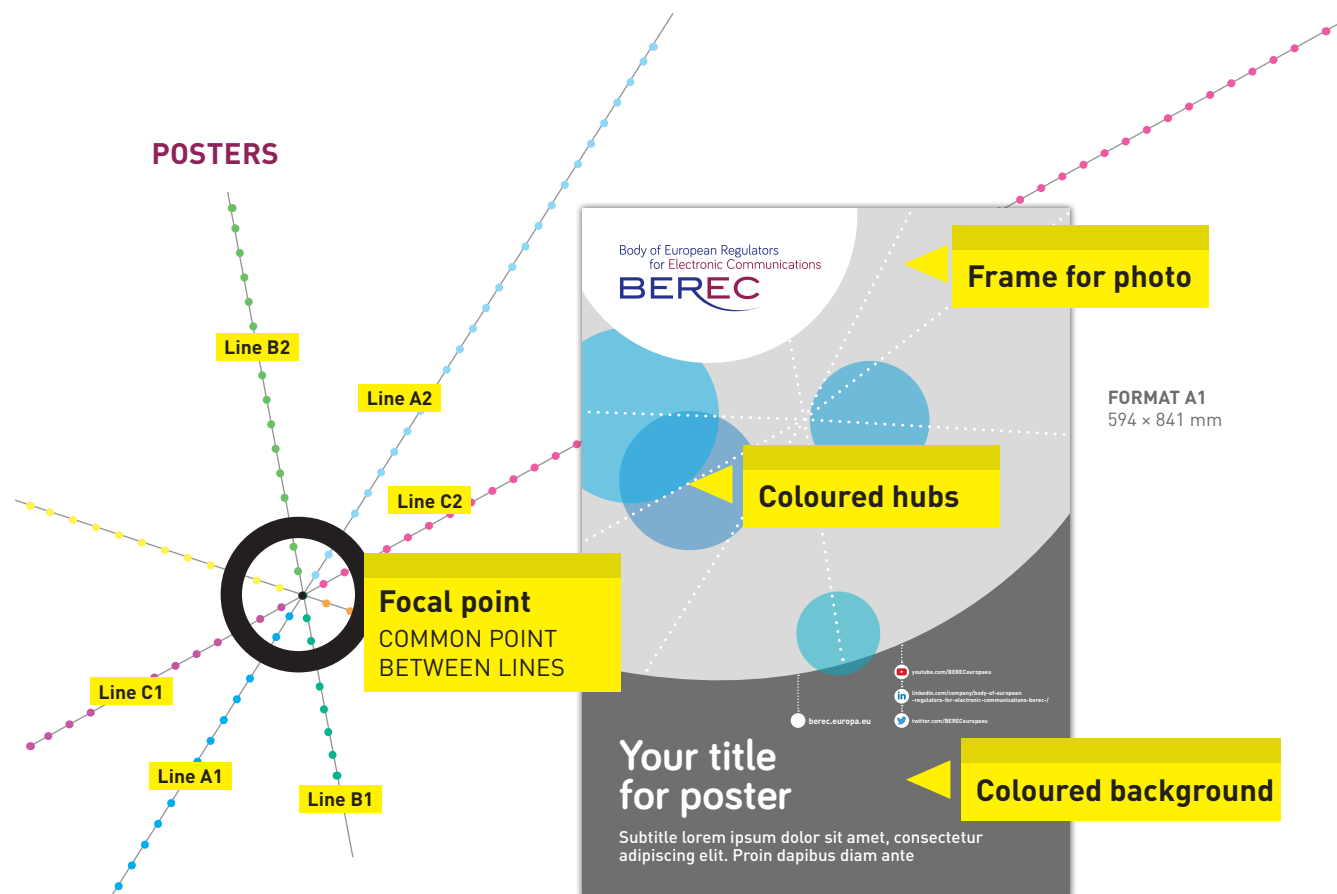 POSTERS
Line B2
Line A2
Line C2
Focal point
COMMON POINT
BETWEEN LINES
Line C1
Line A1
Line B1
Body of European Regulators
for Electronic Communications
BEREC
Frame for photo
FORMAT A1
594 × 841 mm
Coloured hubs
youtube.com/BERECeuropaeu
in
linkedin.com/company/body-of-european
-regulators-for-electronic-communications-berec-/
berec.europa.eu
twitter.com/BERECeuropaeu
Your title
for poster
Coloured background
Subtitle lorem ipsum dolor sit amet, consectetur
adipiscing elit. Proin dapibus diam ante